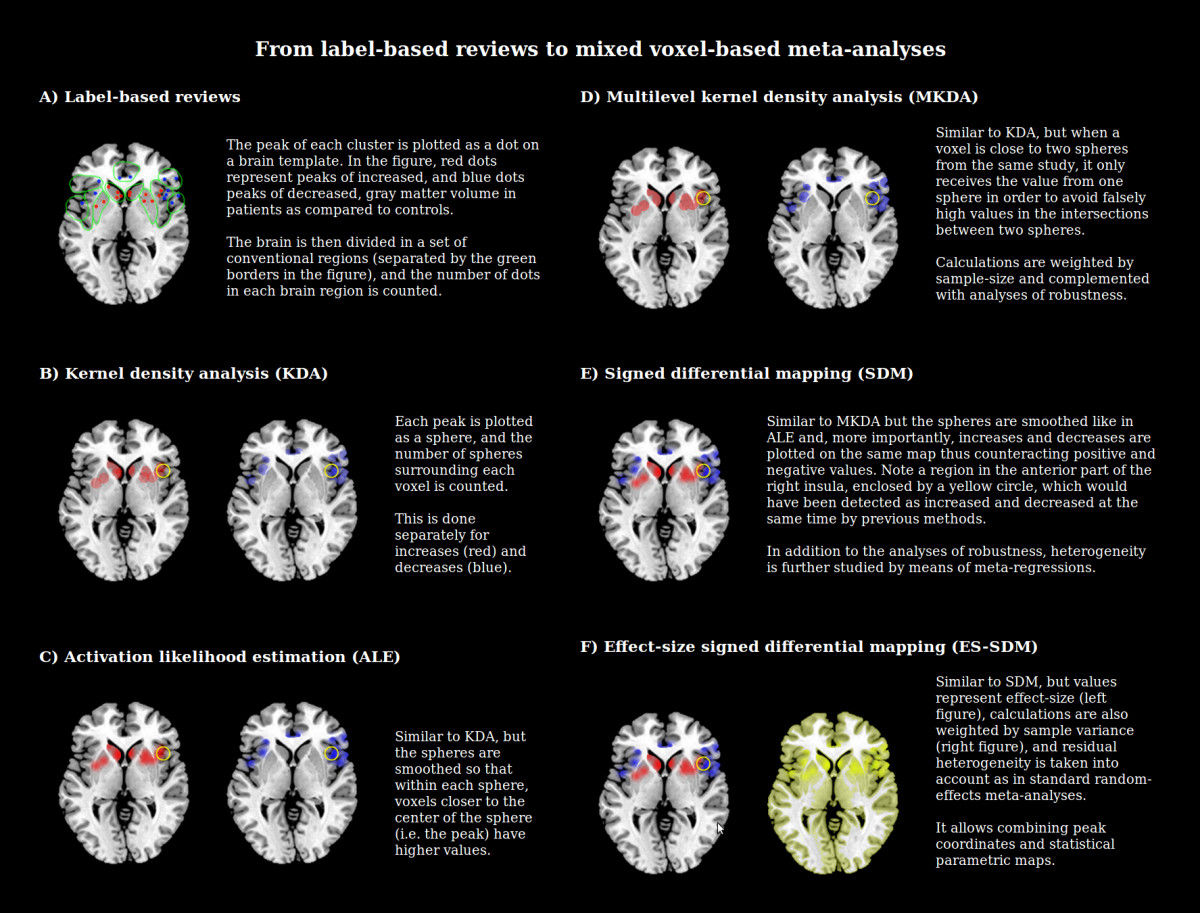 From label-based reviews to mixed voxel-based meta-analyses
A) Label-based reviews
The peak of each cluster is plotted as a dot on
a brain template. In the figure, red dots
represent peaks of increased, and blue dots
peaks of decreased, gray matter volume in
patients as compared to controls.
The brain is then divided in a set of
conventional regions (separated by the green
borders in the figure), and the number of dots
in each brain region is counted.
B) Kernel density analysis (KDA)
Each peak is plotted
as a sphere, and the
number of spheres
surrounding each
voxel is counted.
This is done
separately for
increases (red) and
decreases (blue).
C) Activation likelihood estimation (ALE)
Similar to KDA, but
the spheres are
smoothed so that
within each sphere,
voxels closer to the
center of the sphere
(i.e. the peak) have
higher values.
D) Multilevel kernel density analysis (MKDA)
Similar to KDA, but when a
voxel is close to two spheres
from the same study, it only
receives the value from one
sphere in order to avoid falsely
high values in the intersections
between two spheres.
Calculations are weighted by
sample-size and complemented
with analyses of robustness.
E) Signed differential mapping (SDM)
Similar to MKDA but the spheres are smoothed like in
ALE and, more importantly, increases and decreases are
plotted on the same map thus counteracting positive and
negative values. Note a region in the anterior part of the
right insula, enclosed by a yellow circle, which would
have been detected as increased and decreased at the
same time by previous methods.
In addition to the analyses of robustness, heterogeneity
is further studied by means of meta-regressions.
F) Effect-size signed differential mapping (ES-SDM)
Similar to SDM, but values
represent effect-size (left
figure), calculations are also
weighted by sample variance
(right figure), and residual
heterogeneity is taken into
account as in standard random-
effects meta-analyses.
It allows combining peak
coordinates and statistical
parametric maps.